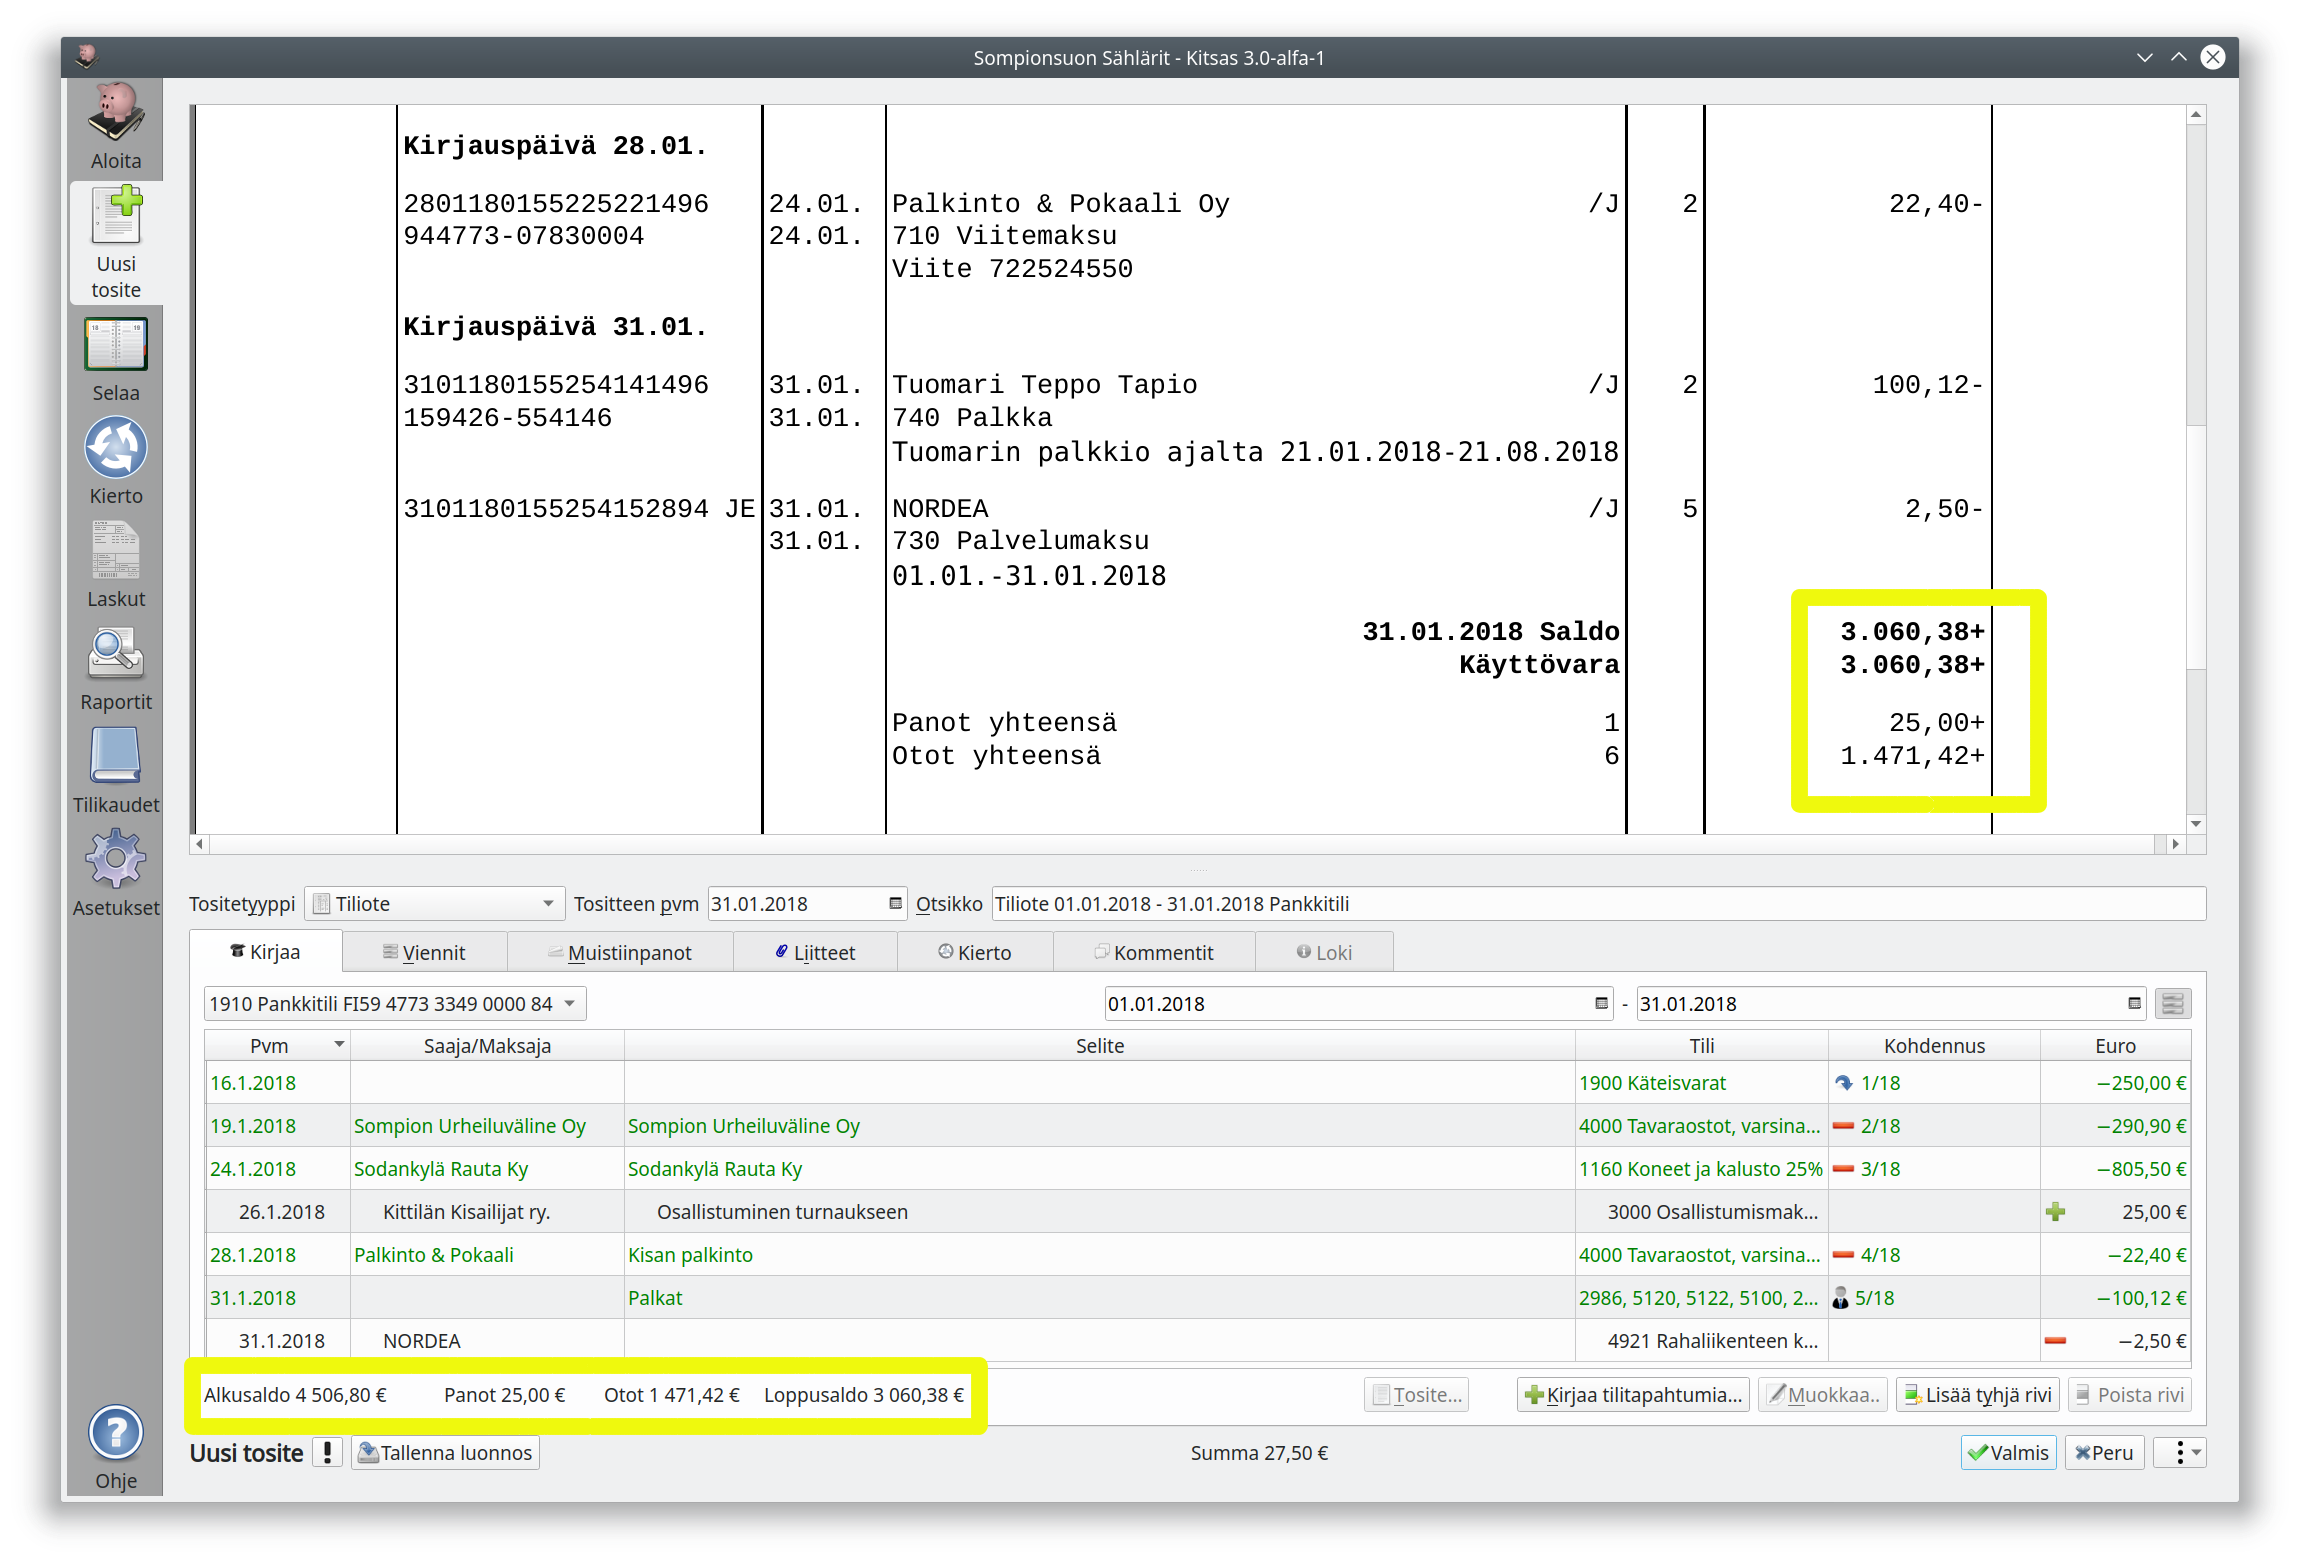 Sompionsuon Sählärit - Kitsas 3.0-alfa-1
Aloita
Uusi
tosite
Selaa
Kierto
Laskut
Raportit
Tilikaudet
Asetukset
Ohje
Kirjauspäivä 28.01.
2801180155225221496 24.01. Palkinto & Pokaali Oy /J 2 22,40-
944773-07830004 24.01. 710 Viitemaksu
Viite 722524550
Kirjauspäivä 31.01.
3101180155254141496 31.01. Tuomari Teppo Tapio /J 2 100,12-
159426-554146 31.01. 740 Palkka
Tuomarin palkkio ajalta 21.01.2018-21.08.2018
3101180155254152894 JE 31.01. NORDEA /J 5 2,50-
31.01. 730 Palvelumaksu
01.01.-31.01.2018
31.01.2018 Saldo 3.060,38+
Käyttövara 3.060,38+
Panot yhteensä 1 25,00+
Otot yhteensä 6 1.471,42+
Tositetyyppi Tiliote Tositteen pvm 31.01.2018 Otsikko Tiliote 01.01.2018 - 31.01.2018 Pankkitili
Kirjaa Viennit Muistiinpanot Liitteet Kierto Kommentit Loki
1910 Pankkitili FI59 4773 3349 0000 84 01.01.2018 - 31.01.2018
Pvm Saaja/Maksaja Selite Tili Kohdennus Euro
16.1.2018 1900 Käteisvarat 1/18 −250,00 €
19.1.2018 Sompion Urheiluväline Oy Sompion Urheiluväline Oy 4000 Tavaraostot, varsina... 2/18 −290,90 €
24.1.2018 Sodankylä Rauta Ky Sodankylä Rauta Ky 1160 Koneet ja kalusto 25% 3/18 −805,50 €
26.1.2018 Kittilän Kisailijat ry. Osallistuminen turnaukseen 3000 Osallistumismak... 25,00 €
28.1.2018 Palkinto & Pokaali Kisan palkinto 4000 Tavaraostot, varsina... 4/18 −22,40 €
31.1.2018 Palkat 2986, 5120, 5122, 5100, 2... 5/18 −100,12 €
31.1.2018 NORDEA 4921 Rahaliikenteen k... −2,50 €
Alkusaldo 4 506,80 € Panot 25,00 € Otot 1 471,42 € Loppusaldo 3 060,38 € Tosite... Kirjaa tilitapahtumia... Muokkaa.. Lisää tyhjä rivi Poista rivi
Uusi tosite Tallenna luonnos Summa 27,50 € Valmis Peru